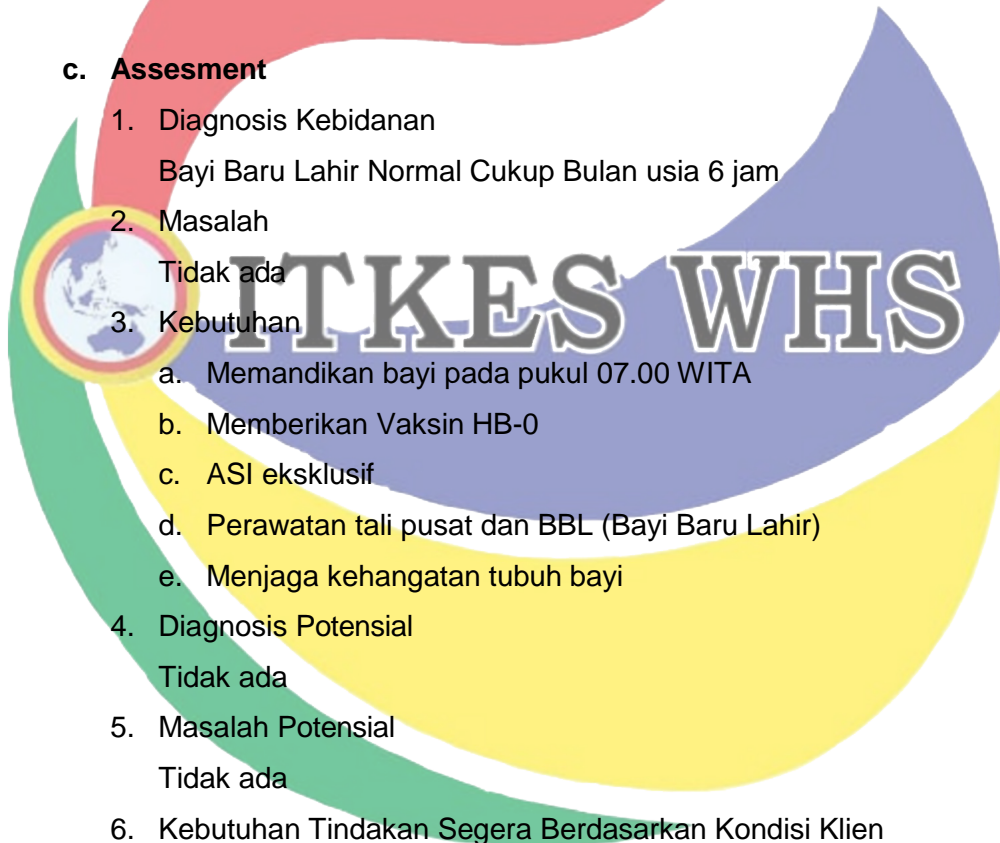 c. Assesment
1. Diagnosis Kebidanan
Bayi Baru Lahir Normal Cukup Bulan usia 6 jam
2. Masalah
Tidak ada
ITKES WHS
3. Kebutuhan
a. Memandikan bayi pada pukul 07.00 WITA
b. Memberikan Vaksin HB-0
c. ASI eksklusif
d. Perawatan tali pusat dan BBL (Bayi Baru Lahir)
e. Menjaga kehangatan tubuh bayi
4. Diagnosis Potensial
Tidak ada
5. Masalah Potensial
Tidak ada
6. Kebutuhan Tindakan Segera Berdasarkan Kondisi Klien